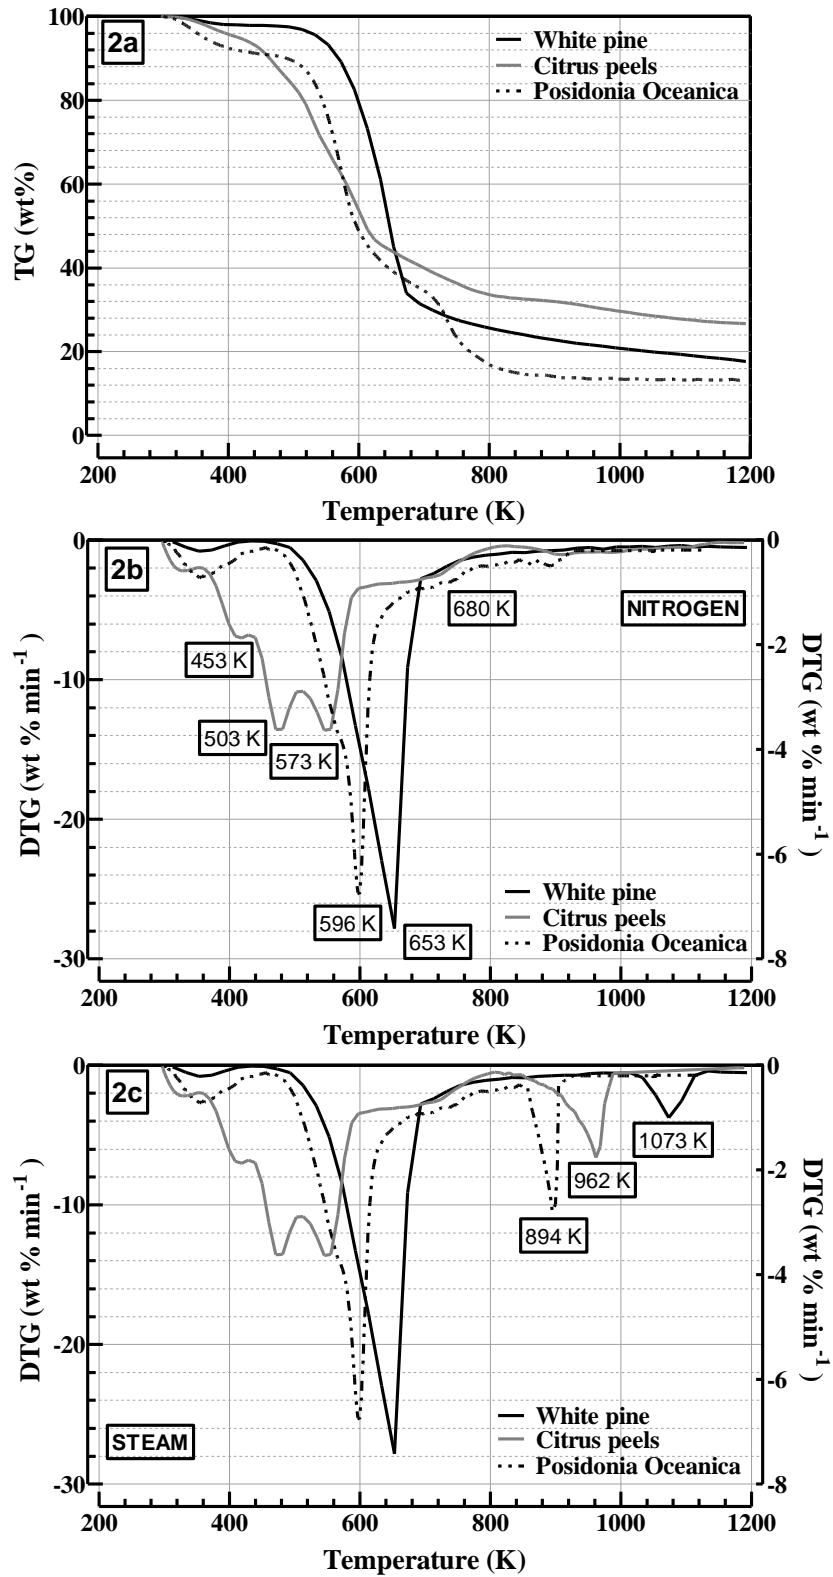 2a
White pine
Citrus peels
Posidonia Oceanica
100
80
60
40
20
0
TG (wt%)
200 400 600 800 1000 1200
Temperature (K)
2b
0
-10
-20
-30
DTG (wt % min⁻¹)
0
-2
-4
-6
-8
DTG (wt % min⁻¹)
680 K
NITROGEN
453 K
503 K
573 K
596 K
653 K
White pine
Citrus peels
Posidonia Oceanica
200 400 600 800 1000 1200
Temperature (K)
2c
0
-10
-20
-30
DTG (wt % min⁻¹)
0
-2
-4
-6
-8
DTG (wt % min⁻¹)
1073 K
962 K
894 K
STEAM
White pine
Citrus peels
Posidonia Oceanica
200 400 600 800 1000 1200
Temperature (K)